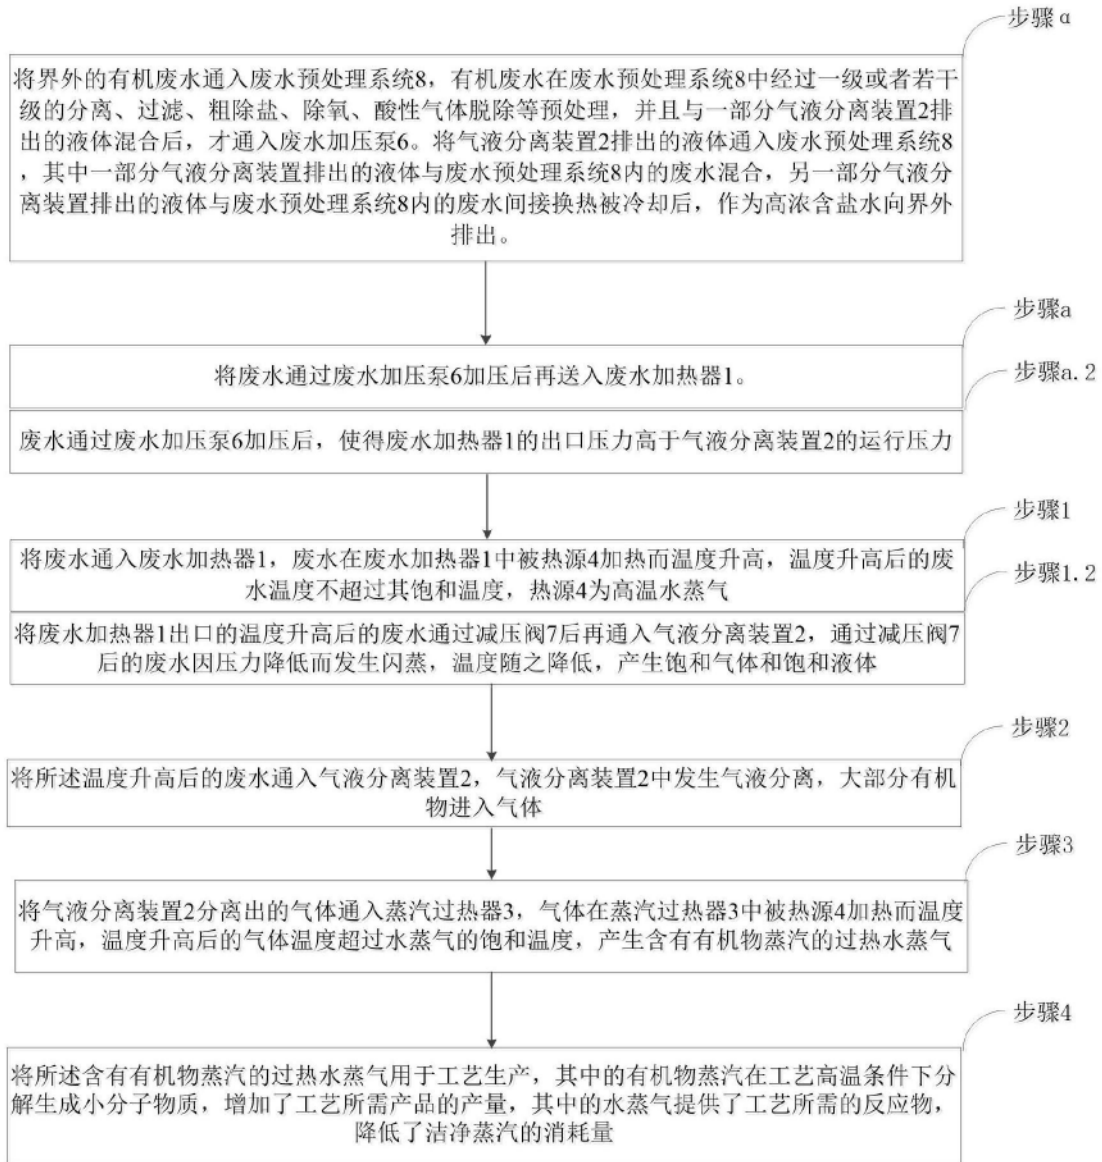 步骤α
将界外的有机废水通入废水预处理系统8，有机废水在废水预处理系统8中经过一级或者若干
级的分离、过滤、粗除盐、除氧、酸性气体脱除等预处理，并且与一部分气液分离装置2排
出的液体混合后，才通入废水加压泵6。将气液分离装置2排出的液体通入废水预处理系统8
，其中一部分气液分离装置排出的液体与废水预处理系统8内的废水混合，另一部分气液分
离装置排出的液体与废水预处理系统8内的废水间接换热被冷却后，作为高浓含盐水向界外
排出。
步骤a
将废水通过废水加压泵6加压后再送入废水加热器1。
步骤a.2
废水通过废水加压泵6加压后，使得废水加热器1的出口压力高于气液分离装置2的运行压力
步骤1
将废水通入废水加热器1，废水在废水加热器1中被热源4加热而温度升高，温度升高后的废
水温度不超过其饱和温度，热源4为高温水蒸气
步骤1.2
将废水加热器1出口的温度升高后的废水通过减压阀7后再通入气液分离装置2，通过减压阀7
后的废水因压力降低而发生闪蒸，温度随之降低，产生饱和气体和饱和液体
步骤2
将所述温度升高后的废水通入气液分离装置2，气液分离装置2中发生气液分离，大部分有机
物进入气体
步骤3
将气液分离装置2分离出的气体通入蒸汽过热器3，气体在蒸汽过热器3中被热源4加热而温度
升高，温度升高后的气体温度超过水蒸气的饱和温度，产生含有有机物蒸汽的过热水蒸气
步骤4
将所述含有有机物蒸汽的过热水蒸气用于工艺生产，其中的有机物蒸汽在工艺高温条件下分
解生成小分子物质，增加了工艺所需产品的产量，其中的水蒸气提供了工艺所需的反应物，
降低了洁净蒸汽的消耗量